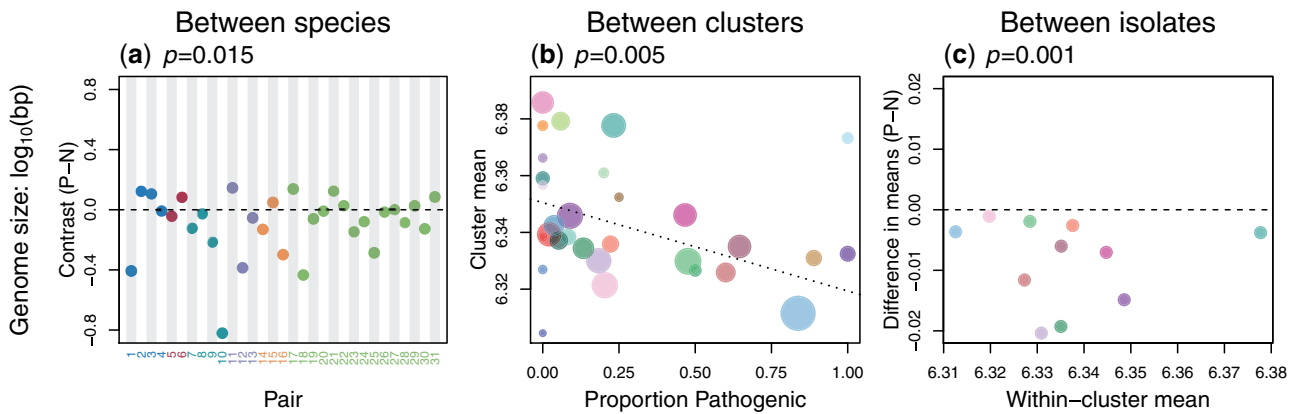 Between species
Between clusters
Between isolates
(a) p=0.015
(b) p=0.005
(c) p=0.001
Genome size: log10(bp)
Contrast (P−N)
0.8
0.4
0.0
−0.4
−0.8
1 2 3 4 5 6 7 8 9 10 11 12 13 14 15 16 17 18 19 20 21 22 23 24 25 26 27 28 29 30 31
Pair
Cluster mean
6.38
6.36
6.34
6.32
0.00 0.25 0.50 0.75 1.00
Proportion Pathogenic
Difference in means (P−N)
0.02
0.01
0.00
−0.01
−0.02
6.31 6.32 6.33 6.34 6.35 6.36 6.37 6.38
Within−cluster mean